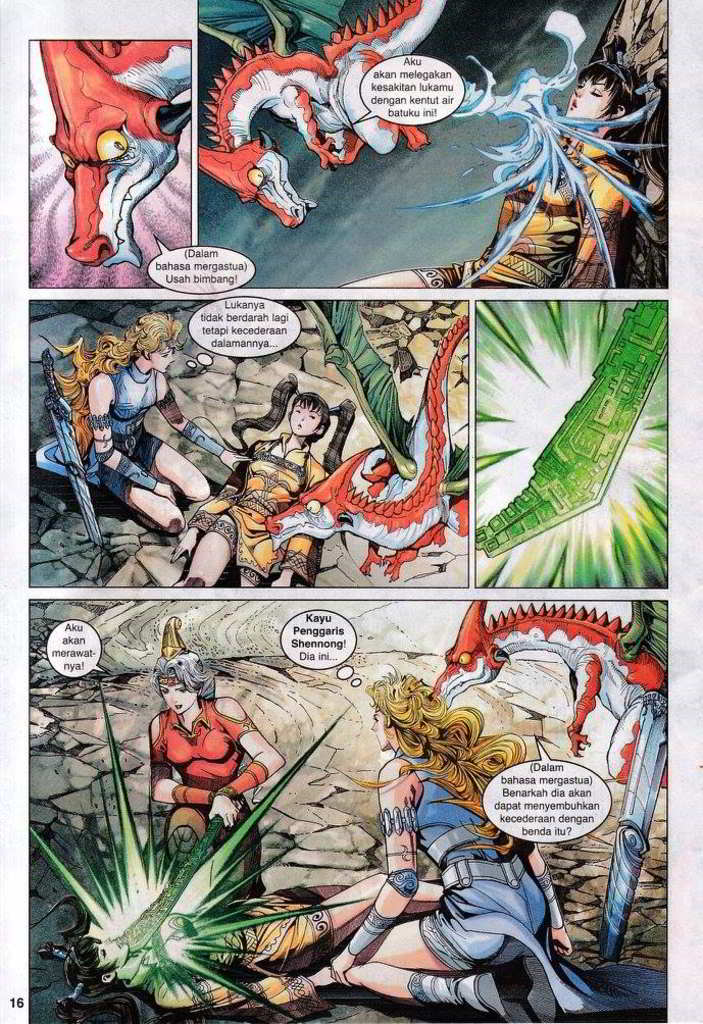 Aku
akan melegakan
kesakitan lukamu
dengan kentut air
batuku ini!
(Dalam
bahasa mergastua)
Usah bimbang!
Lukanya
tidak berdarah lagi
tetapi kecederaan
dalamannya...
Aku
akan
merawat-
nya!
Kayu
Penggaris
Shennong!
Dia ini...
(Dalam
bahasa mergastua)
Benarkah dia akan
dapat menyembuhkan
kecederaan dengan
benda itu?
16